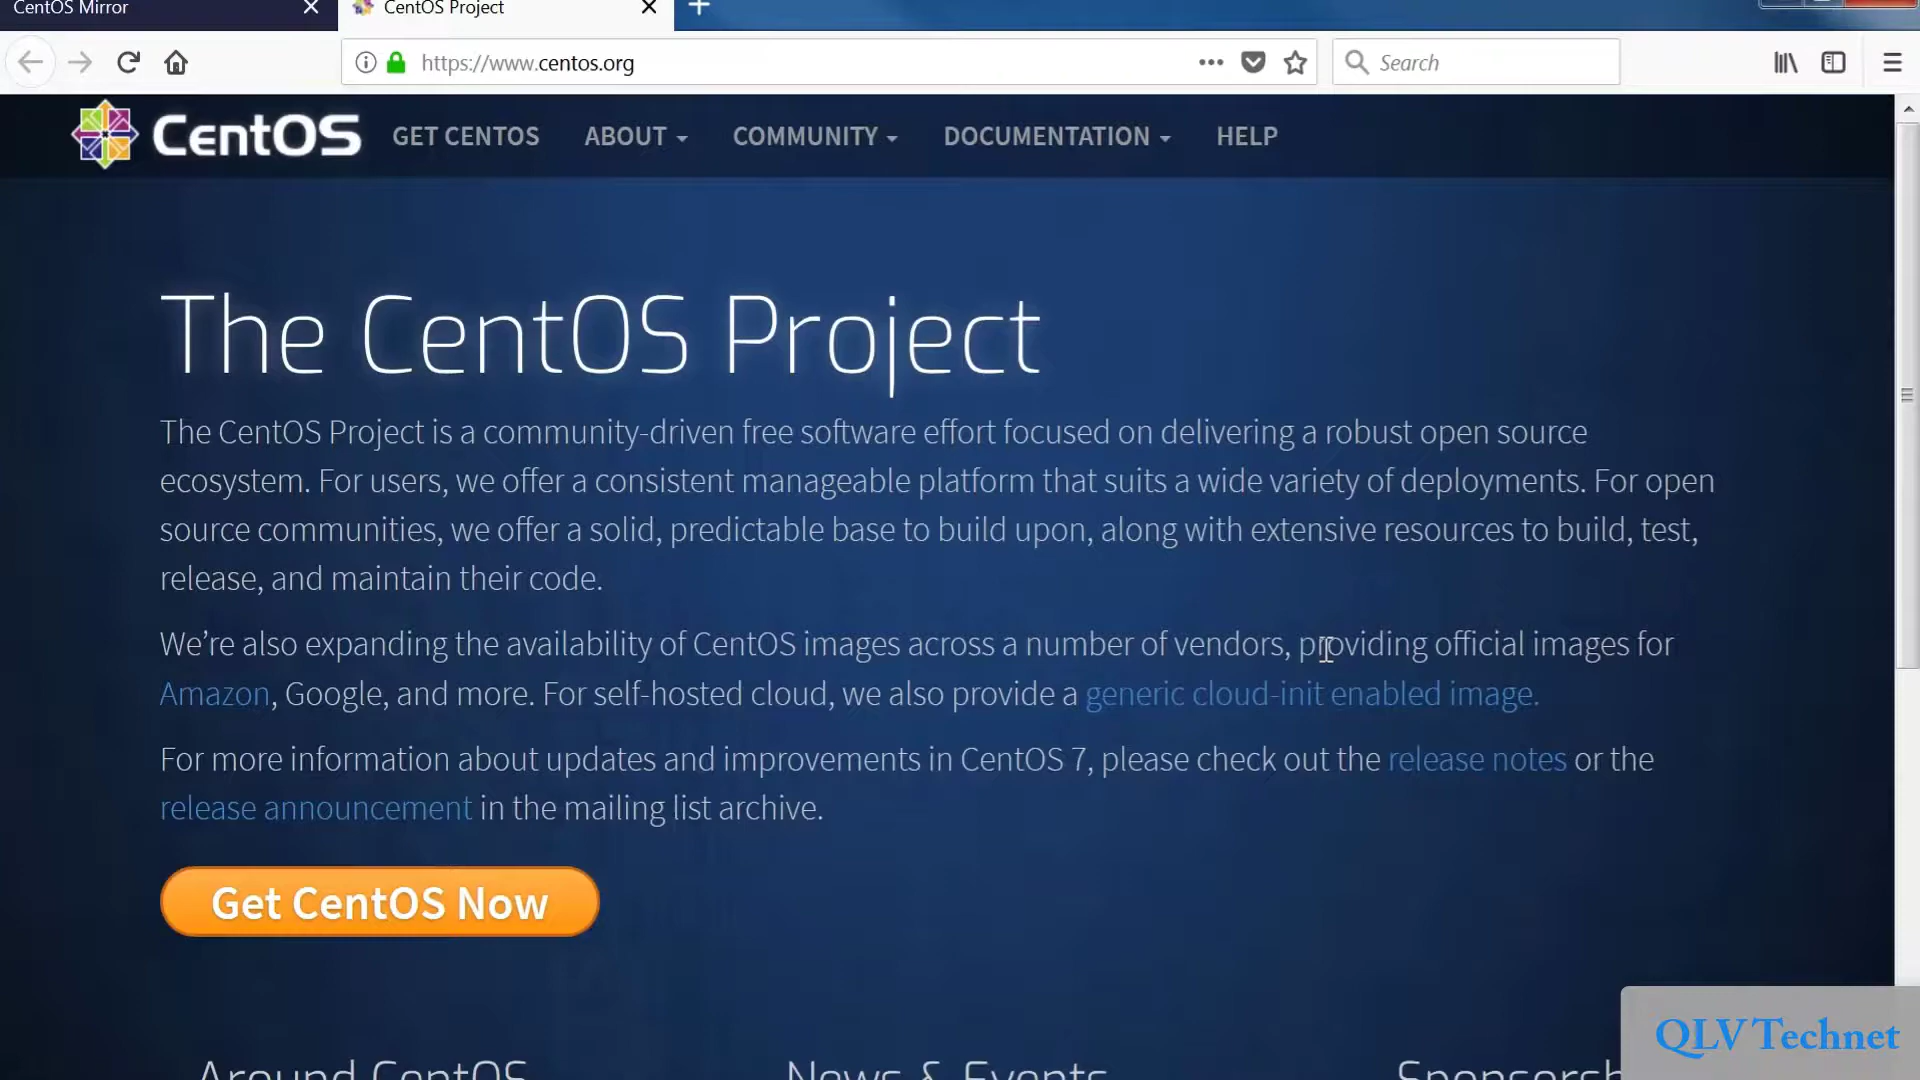 CentOS Mirror
CentOS Project
https://www.centos.org
Search
CentOS
GET CENTOS
ABOUT
COMMUNITY
DOCUMENTATION
HELP
The CentOS Project
The CentOS Project is a community-driven free software effort focused on delivering a robust open source
ecosystem. For users, we offer a consistent manageable platform that suits a wide variety of deployments. For open
source communities, we offer a solid, predictable base to build upon, along with extensive resources to build, test,
release, and maintain their code.
We’re also expanding the availability of CentOS images across a number of vendors, providing official images for
Amazon, Google, and more. For self-hosted cloud, we also provide a generic cloud-init enabled image.
For more information about updates and improvements in CentOS 7, please check out the release notes or the
release announcement in the mailing list archive.
Get CentOS Now
Around CentOS
News & Events
QLV Technet